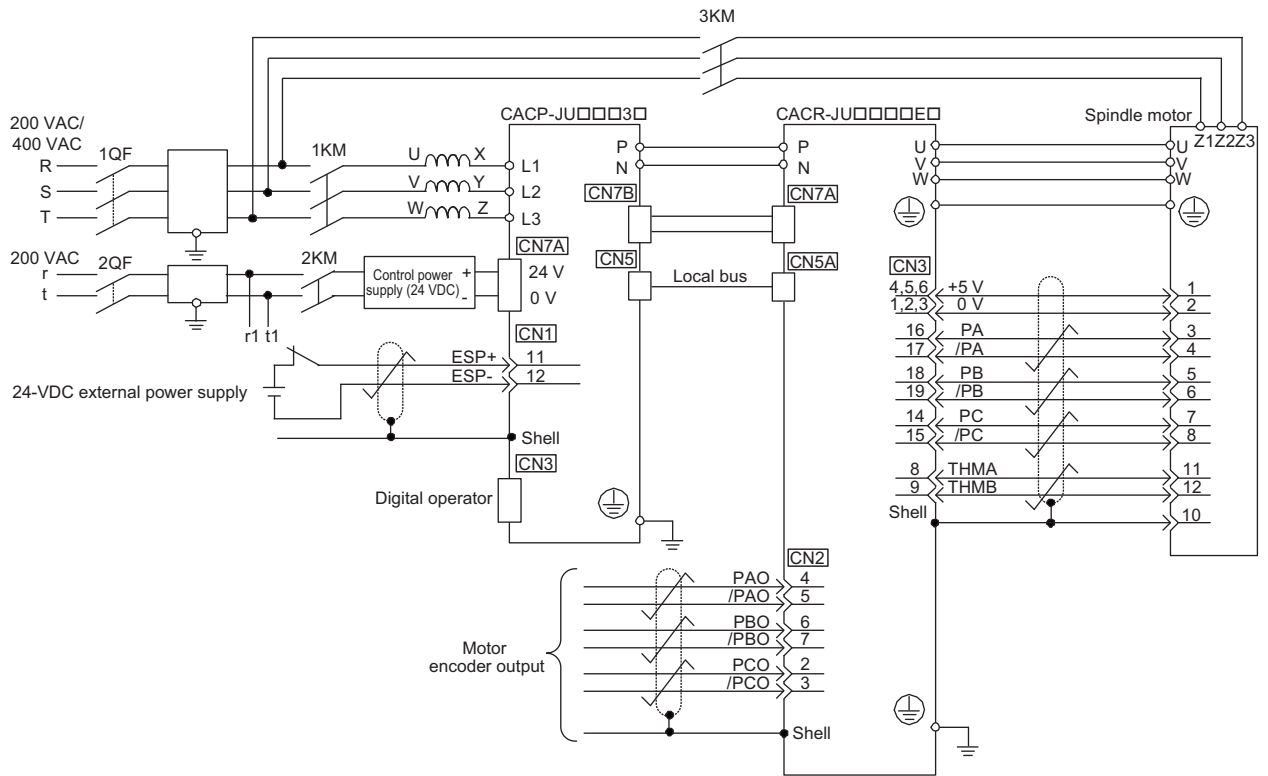 3KM
CACP-JU□□□3□
CACR-JU□□□□E□
Spindle motor
Z1 Z2 Z3
200 VAC/
400 VAC
R
S
T
1QF
1KM
U X
V Y
W Z
L1
L2
L3
P
N
P
N
U
V
W
U
V
W
CN7B
CN7A
CN5
Local bus
CN5A
200 VAC
r
t
2QF
r1 t1
2KM
Control power
supply (24 VDC)
+
-
CN7A
24 V
0 V
CN1
ESP+ 11
ESP- 12
24-VDC external power supply
Shell
CN3
Digital operator
CN3
4,5,6 +5 V 1
1,2,3 0 V 2
16 PA 3
17 /PA 4
18 PB 5
19 /PB 6
14 PC 7
15 /PC 8
8 THMA 11
9 THMB 12
Shell 10
CN2
PAO 4
/PAO 5
PBO 6
/PBO 7
PCO 2
/PCO 3
Motor
encoder output
Shell